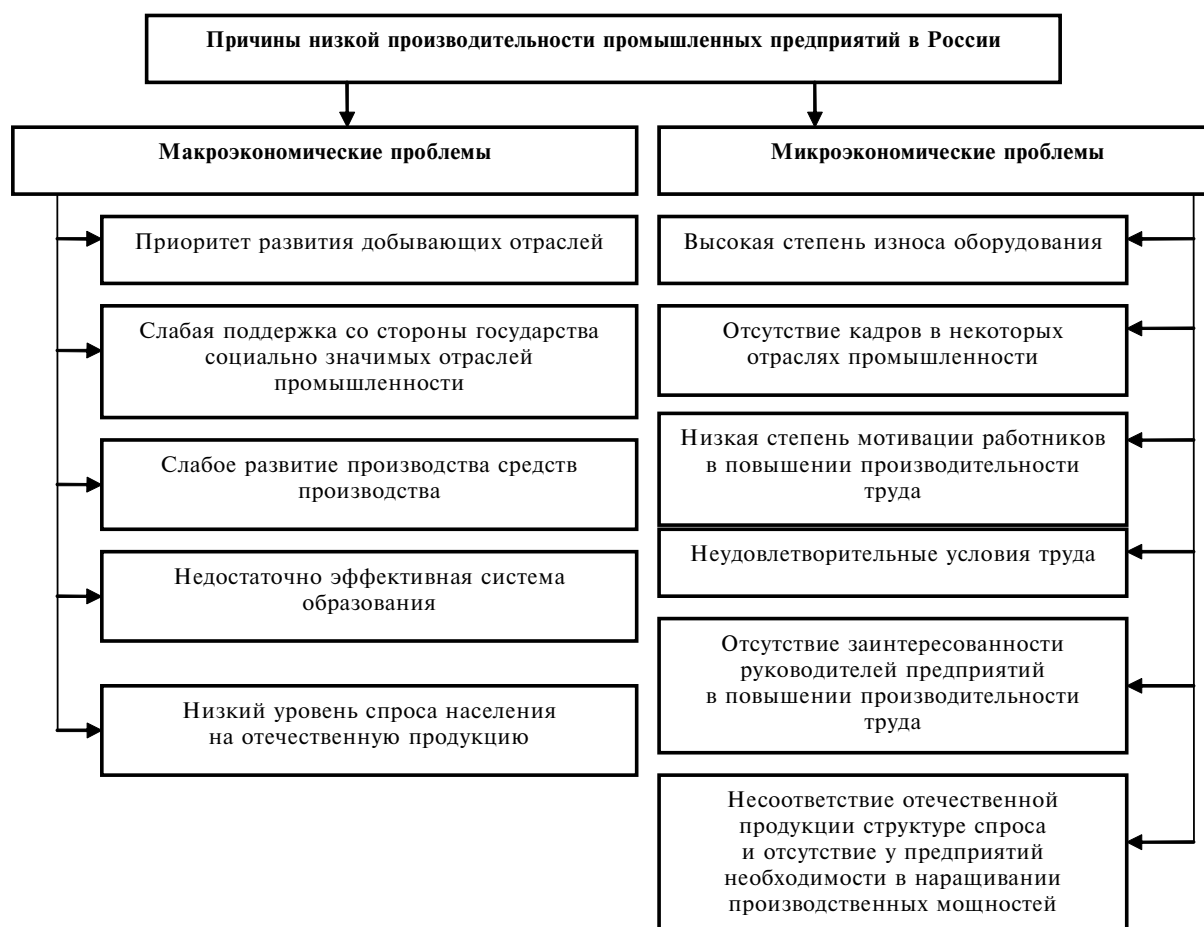 Причины низкой производительности промышленных предприятий в России
Макроэкономические проблемы
Приоритет развития добывающих отраслей
Слабая поддержка со стороны государства
социально значимых отраслей
промышленности
Слабое развитие производства средств
производства
Недостаточно эффективная система
образования
Низкий уровень спроса населения
на отечественную продукцию
Микроэкономические проблемы
Высокая степень износа оборудования
Отсутствие кадров в некоторых
отраслях промышленности
Низкая степень мотивации работников
в повышении производительности
труда
Неудовлетворительные условия труда
Отсутствие заинтересованности
руководителей предприятий
в повышении производительности
труда
Несоответствие отечественной
продукции структуре спроса
и отсутствие у предприятий
необходимости в наращивании
производственных мощностей